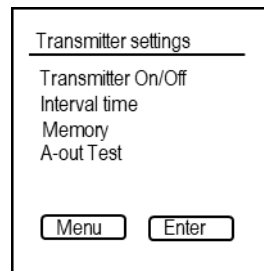 Transmitter settings
Transmitter On/Off
Interval time
Memory
A-out Test
Menu Enter